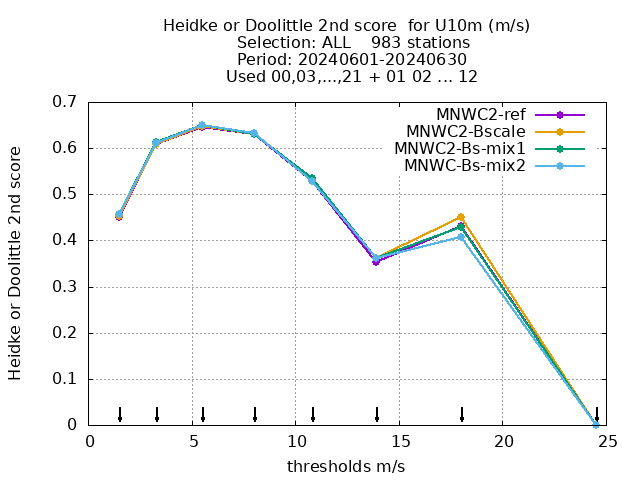 Heidke or Doolittle 2nd score  for U10m (m/s)
Selection: ALL    983 stations
Period: 20240601-20240630
Used 00,03,...,21 + 01 02 ... 12
MNWC2-ref
MNWC2-Bscale
MNWC2-Bs-mix1
MNWC-Bs-mix2
Heidke or Doolittle 2nd score
0.7
0.6
0.5
0.4
0.3
0.2
0.1
0
0 5 10 15 20 25
thresholds m/s